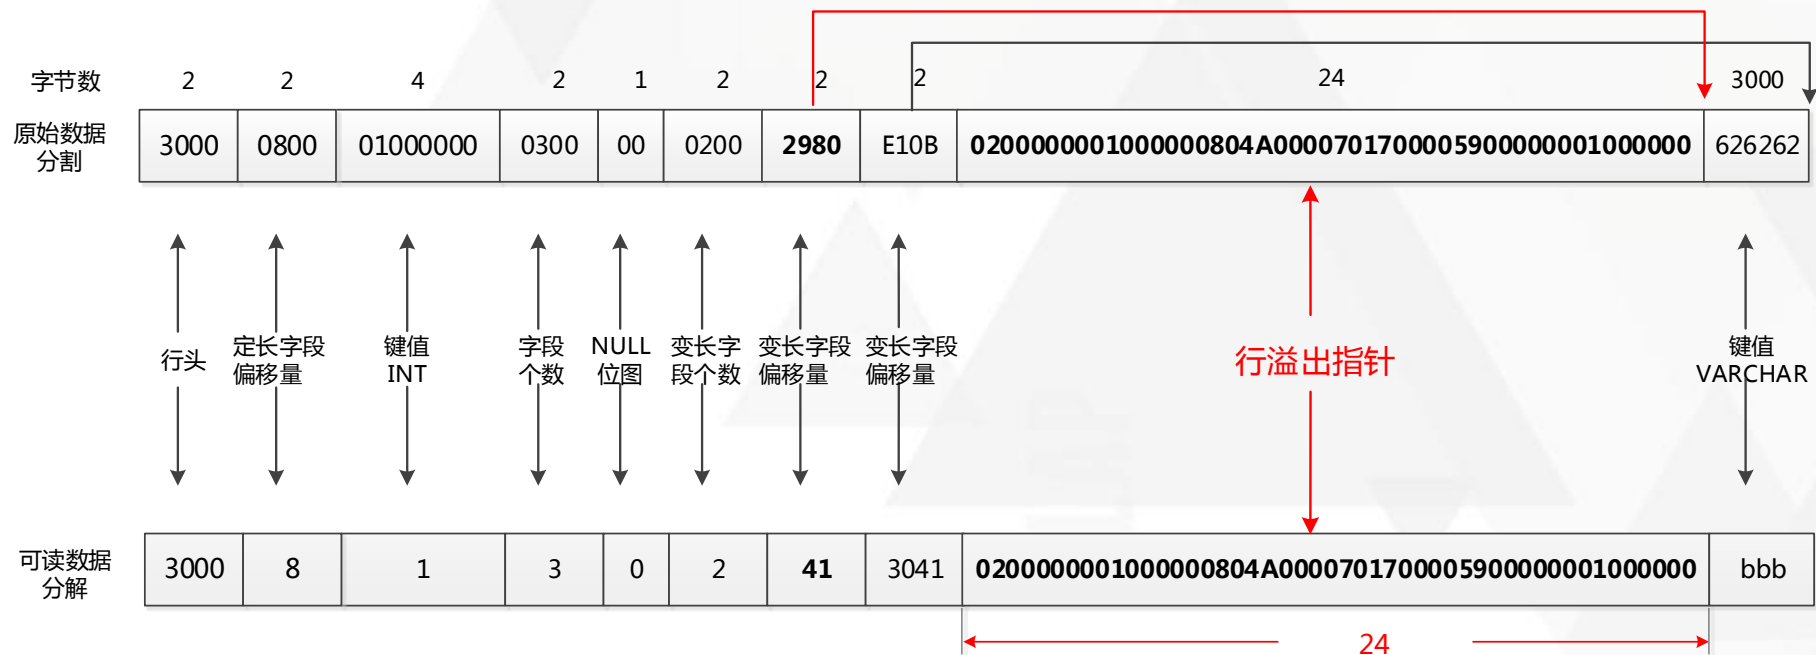 字节数 2 2 4 2 1 2 2 2 24 3000
原始数据
分割
3000 0800 01000000 0300 00 0200 2980 E10B 0200000001000000804A0000701700005900000001000000 626262
行头
定长字段
偏移量
键值
INT
字段
个数
NULL
位图
变长字
段个数
变长字段
偏移量
变长字段
偏移量
行溢出指针
键值
VARCHAR
可读数据
分解
3000 8 1 3 0 2 41 3041 0200000001000000804A0000701700005900000001000000 bbb
24